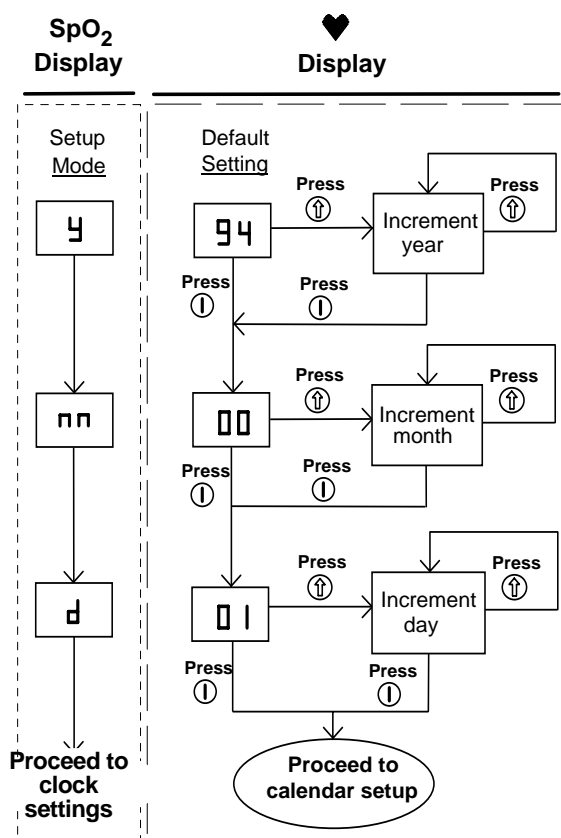 SpO2
Display
♥
Display
Setup
Mode
Default
Setting
y
nn
d
Proceed to
clock
settings
94
Press
⇧
Increment
year
Press
⇧
Press
I
Press
I
00
Press
⇧
Increment
month
Press
⇧
Press
I
Press
I
01
Press
⇧
Increment
day
Press
⇧
Press
I
Press
I
Proceed to
calendar setup